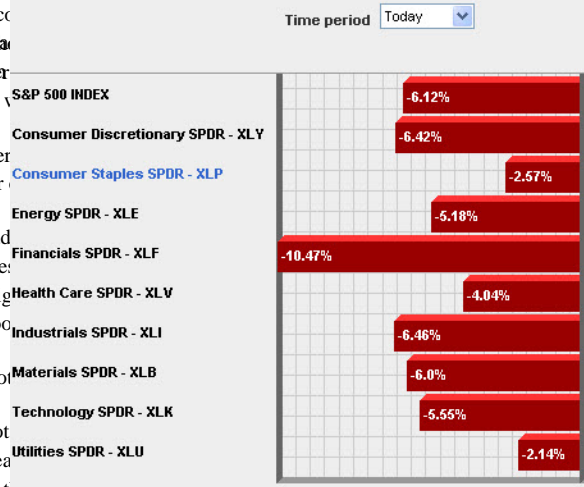 Time period Today
S&P 500 INDEX -6.12%
Consumer Discretionary SPDR - XLY -6.42%
Consumer Staples SPDR - XLP -2.57%
Energy SPDR - XLE -5.18%
Financials SPDR - XLF -10.47%
Health Care SPDR - XLV -4.04%
Industrials SPDR - XLI -6.46%
Materials SPDR - XLB -6.0%
Technology SPDR - XLK -5.55%
Utilities SPDR - XLU -2.14%